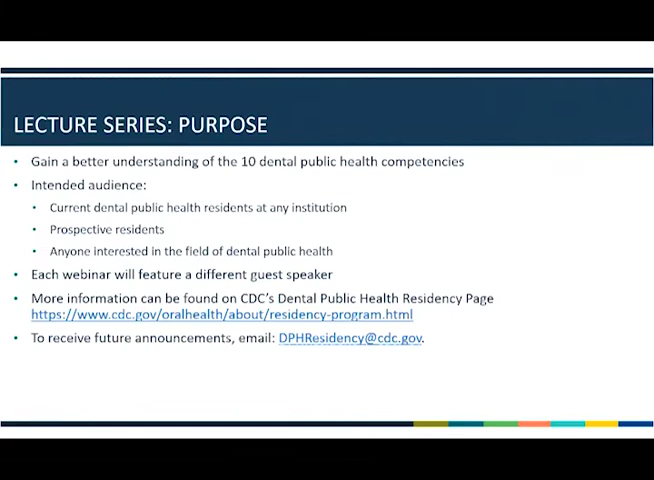 LECTURE SERIES: PURPOSE
• Gain a better understanding of the 10 dental public health competencies
• Intended audience:
• Current dental public health residents at any institution
• Prospective residents
• Anyone interested in the field of dental public health
• Each webinar will feature a different guest speaker
• More information can be found on CDC's Dental Public Health Residency Page
https://www.cdc.gov/oralhealth/about/residency-program.html
• To receive future announcements, email: DPHResidency@cdc.gov.